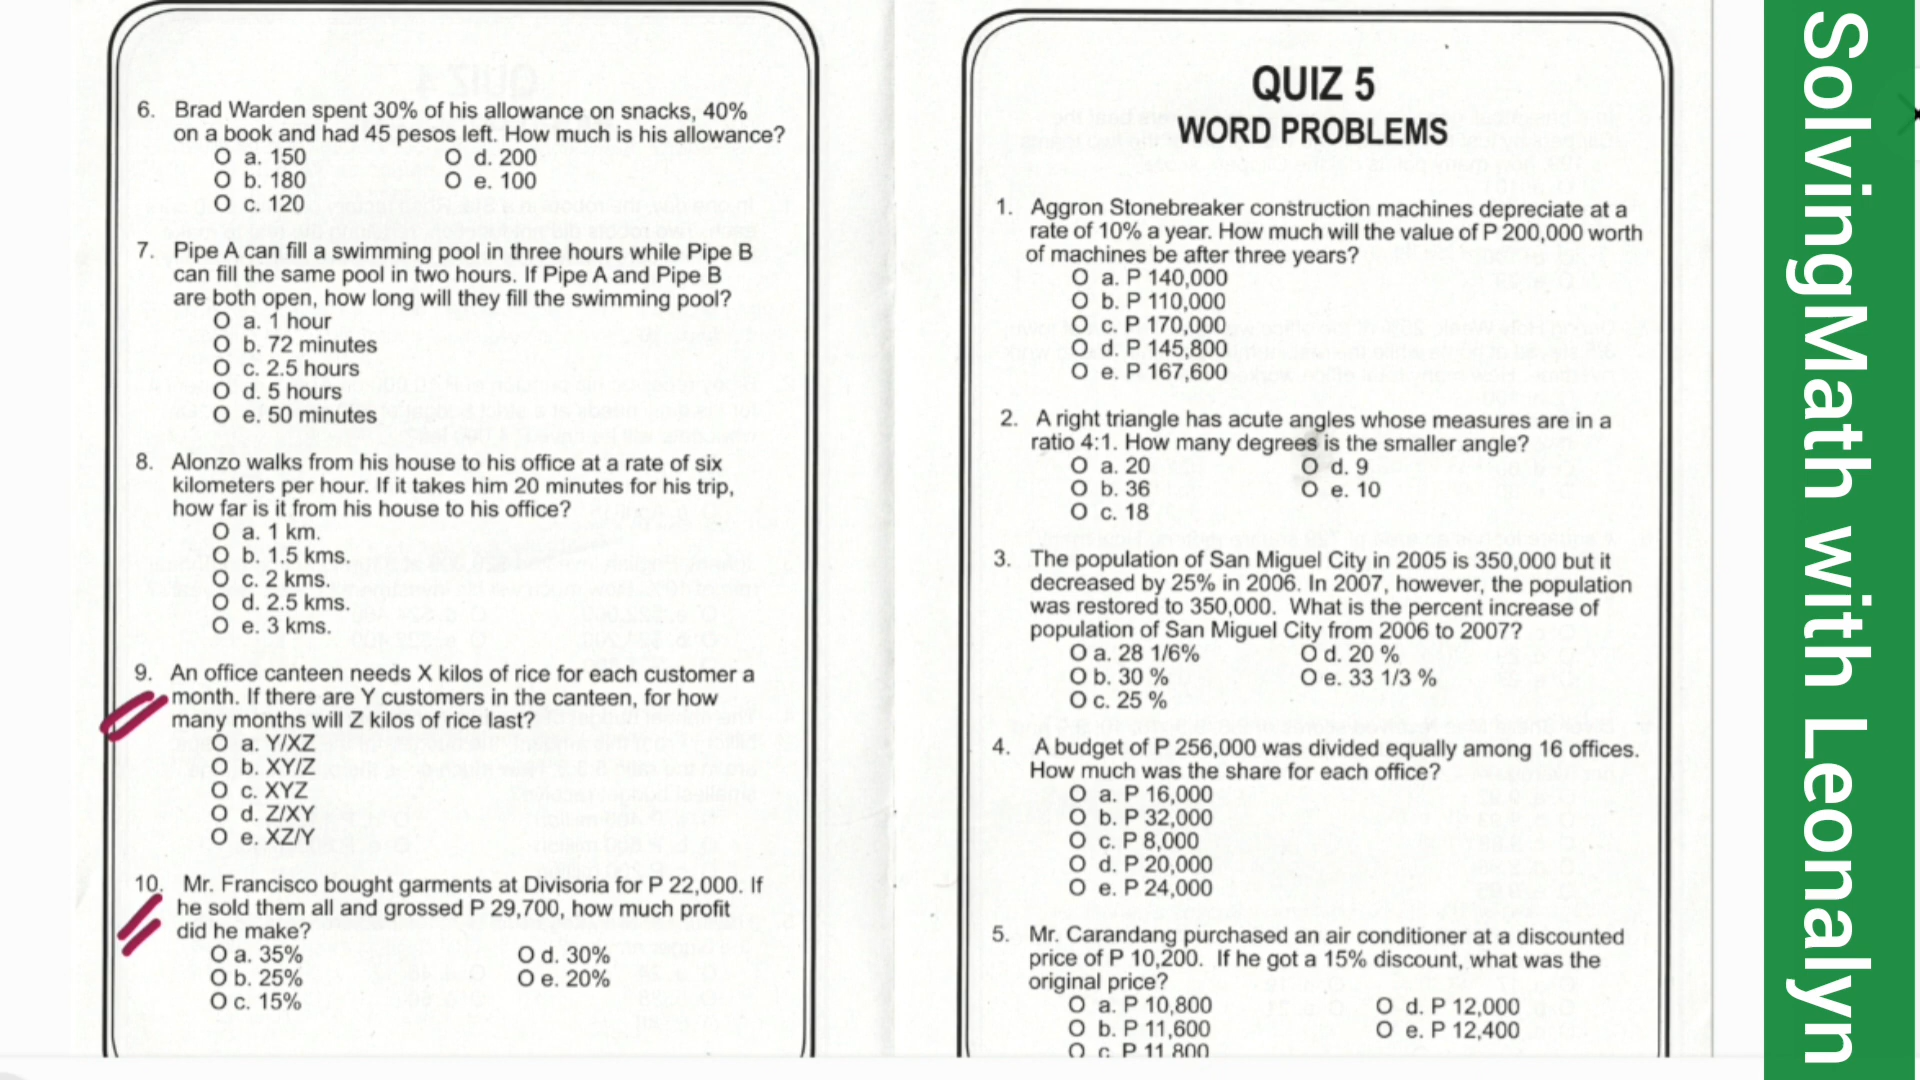 6. Brad Warden spent 30% of his allowance on snacks, 40%
on a book and had 45 pesos left. How much is his allowance?
O a. 150 O d. 200
O b. 180 O e. 100
O c. 120
7. Pipe A can fill a swimming pool in three hours while Pipe B
can fill the same pool in two hours. If Pipe A and Pipe B
are both open, how long will they fill the swimming pool?
O a. 1 hour
O b. 72 minutes
O c. 2.5 hours
O d. 5 hours
O e. 50 minutes
8. Alonzo walks from his house to his office at a rate of six
kilometers per hour. If it takes him 20 minutes for his trip,
how far is it from his house to his office?
O a. 1 km.
O b. 1.5 kms.
O c. 2 kms.
O d. 2.5 kms.
O e. 3 kms.
9. An office canteen needs X kilos of rice for each customer a
month. If there are Y customers in the canteen, for how
many months will Z kilos of rice last?
O a. Y/XZ
O b. XY/Z
O c. XYZ
O d. Z/XY
O e. XZ/Y
10. Mr. Francisco bought garments at Divisoria for P 22,000. If
he sold them all and grossed P 29,700, how much profit
did he make?
O a. 35% O d. 30%
O b. 25% O e. 20%
O c. 15%
QUIZ 5
WORD PROBLEMS
1. Aggron Stonebreaker construction machines depreciate at a
rate of 10% a year. How much will the value of P 200,000 worth
of machines be after three years?
O a. P 140,000
O b. P 110,000
O c. P 170,000
O d. P 145,800
O e. P 167,600
2. A right triangle has acute angles whose measures are in a
ratio 4:1. How many degrees is the smaller angle?
O a. 20 O d. 9
O b. 36 O e. 10
O c. 18
3. The population of San Miguel City in 2005 is 350,000 but it
decreased by 25% in 2006. In 2007, however, the population
was restored to 350,000. What is the percent increase of
population of San Miguel City from 2006 to 2007?
O a. 28 1/6% O d. 20 %
O b. 30 % O e. 33 1/3 %
O c. 25 %
4. A budget of P 256,000 was divided equally among 16 offices.
How much was the share for each office?
O a. P 16,000
O b. P 32,000
O c. P 8,000
O d. P 20,000
O e. P 24,000
5. Mr. Carandang purchased an air conditioner at a discounted
price of P 10,200. If he got a 15% discount, what was the
original price?
O a. P 10,800 O d. P 12,000
O b. P 11,600 O e. P 12,400
O c. P 11,800
SolvingMath with Leonalyn